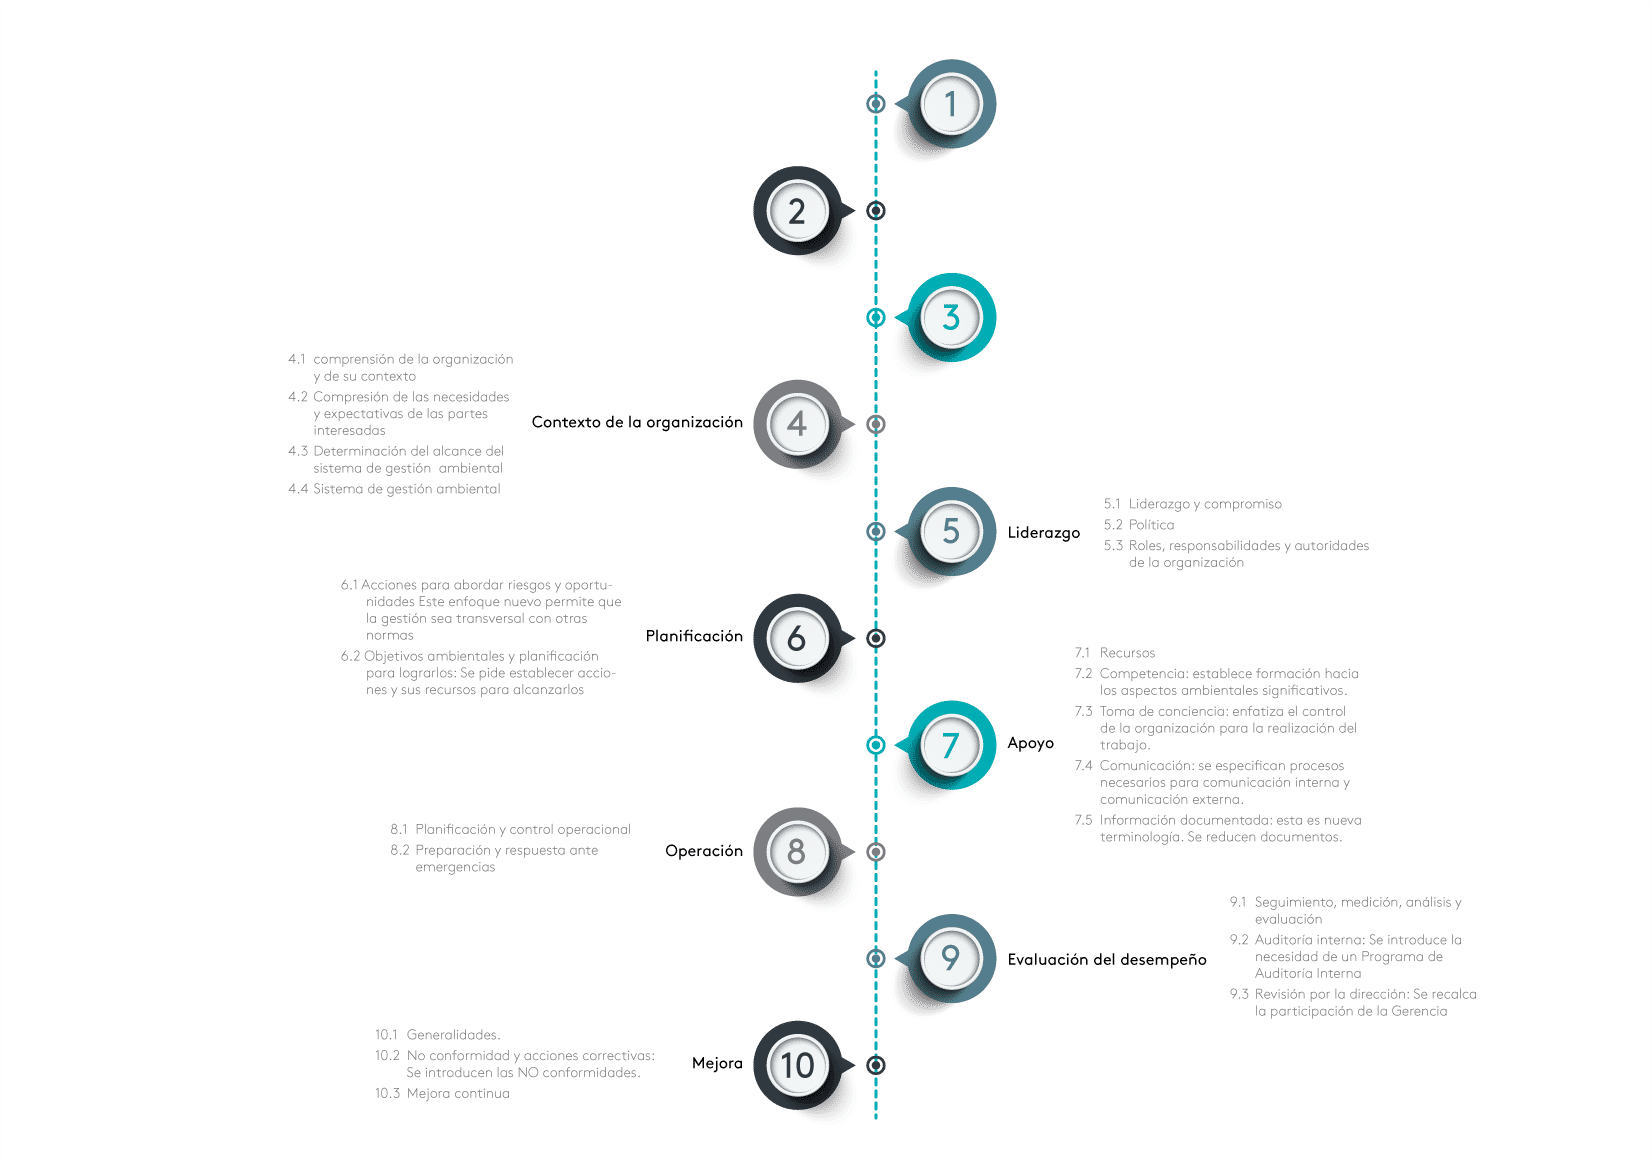 1
2
3
4.1 comprensión de la organización
y de su contexto
4.2 Compresión de las necesidades
y expectativas de las partes
interesadas
4.3 Determinación del alcance del
sistema de gestión ambiental
4.4 Sistema de gestión ambiental
Contexto de la organización
4
5
Liderazgo
5.1 Liderazgo y compromiso
5.2 Política
5.3 Roles, responsabilidades y autoridades
de la organización
6.1 Acciones para abordar riesgos y oportu-
nidades Este enfoque nuevo permite que
la gestión sea transversal con otras
normas
6.2 Objetivos ambientales y planificación
para lograrlos: Se pide establecer accio-
nes y sus recursos para alcanzarlos
Planificación
6
7
Apoyo
7.1 Recursos
7.2 Competencia: establece formación hacia
los aspectos ambientales significativos.
7.3 Toma de conciencia: enfatiza el control
de la organización para la realización del
trabajo.
7.4 Comunicación: se especifican procesos
necesarios para comunicación interna y
comunicación externa.
7.5 Información documentada: esta es nueva
terminología. Se reducen documentos.
8.1 Planificación y control operacional
8.2 Preparación y respuesta ante
emergencias
Operación
8
9
Evaluación del desempeño
9.1 Seguimiento, medición, análisis y
evaluación
9.2 Auditoría interna: Se introduce la
necesidad de un Programa de
Auditoría Interna
9.3 Revisión por la dirección: Se recalca
la participación de la Gerencia
10.1 Generalidades.
10.2 No conformidad y acciones correctivas:
Se introducen las NO conformidades.
10.3 Mejora continua
Mejora
10